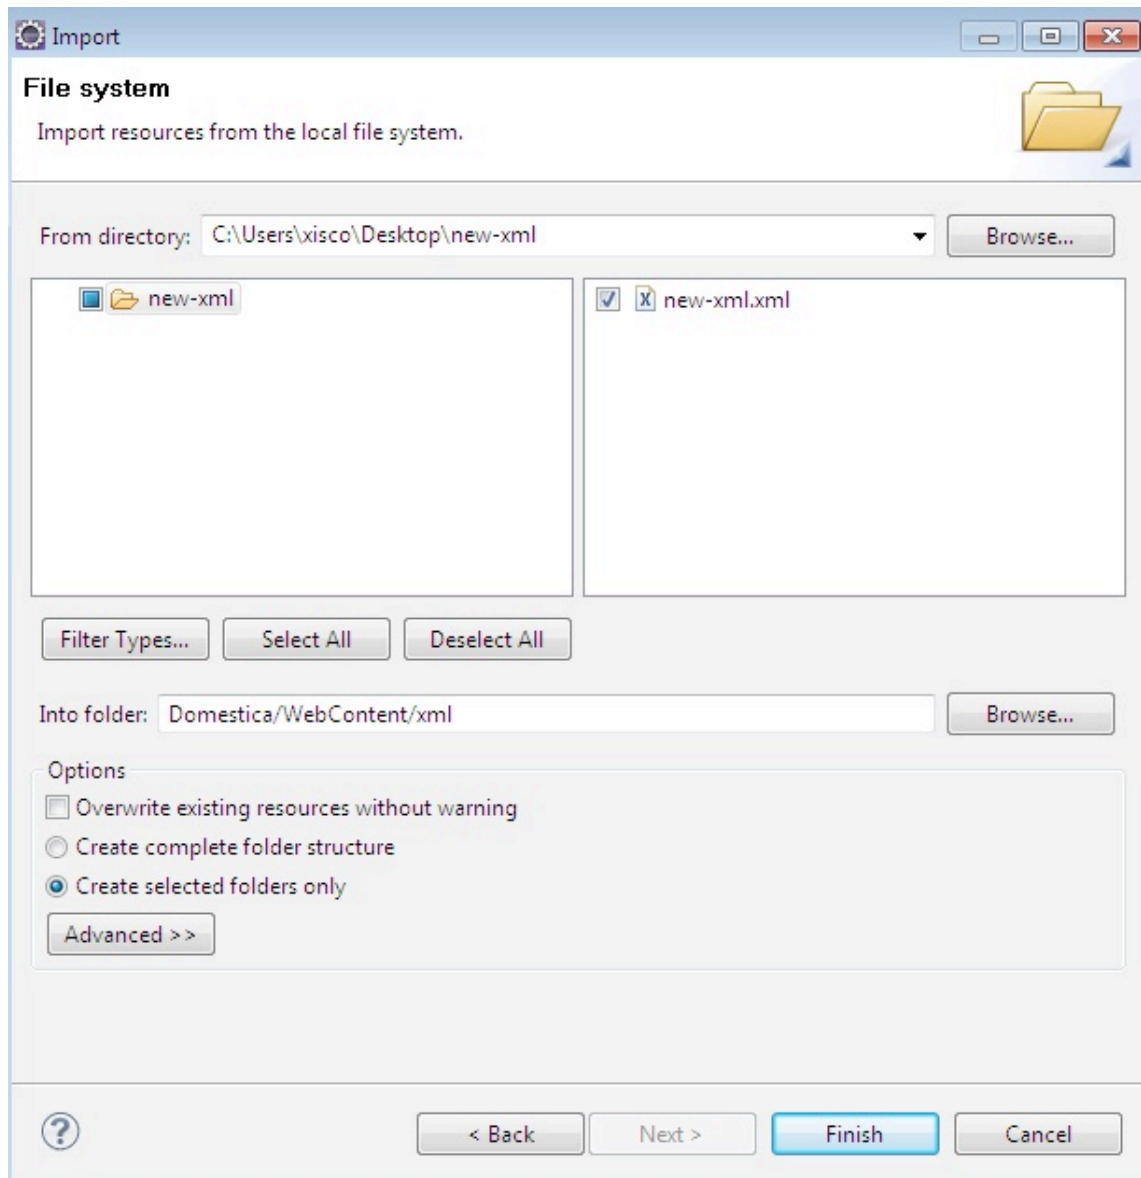 Import
File system
Import resources from the local file system.
From directory: C:\Users\xisco\Desktop\new-xml Browse...
new-xml
new-xml.xml
Filter Types... Select All Deselect All
Into folder: Domestica/WebContent/xml Browse...
Options
Overwrite existing resources without warning
Create complete folder structure
Create selected folders only
Advanced >>
? < Back Next > Finish Cancel